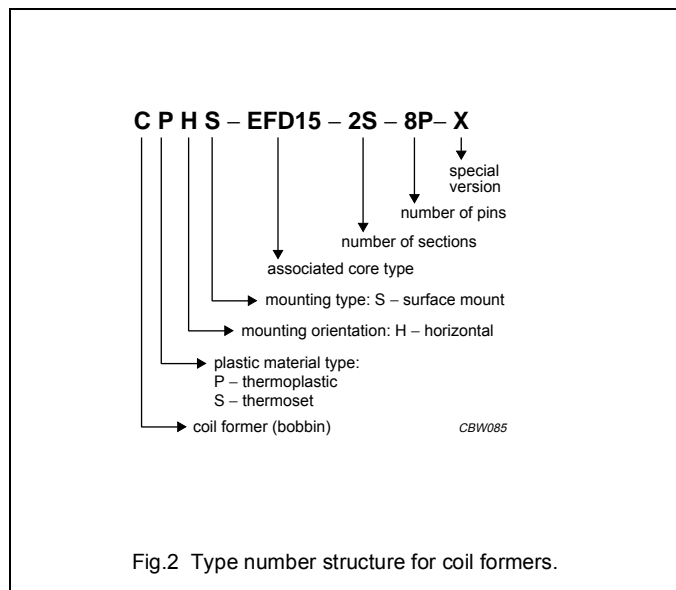 C P H S – EFD15 – 2S – 8P – X
special
version
number of pins
number of sections
associated core type
mounting type: S – surface mount
mounting orientation: H – horizontal
plastic material type:
P – thermoplastic
S – thermoset
coil former (bobbin)
CBW085
Fig.2 Type number structure for coil formers.